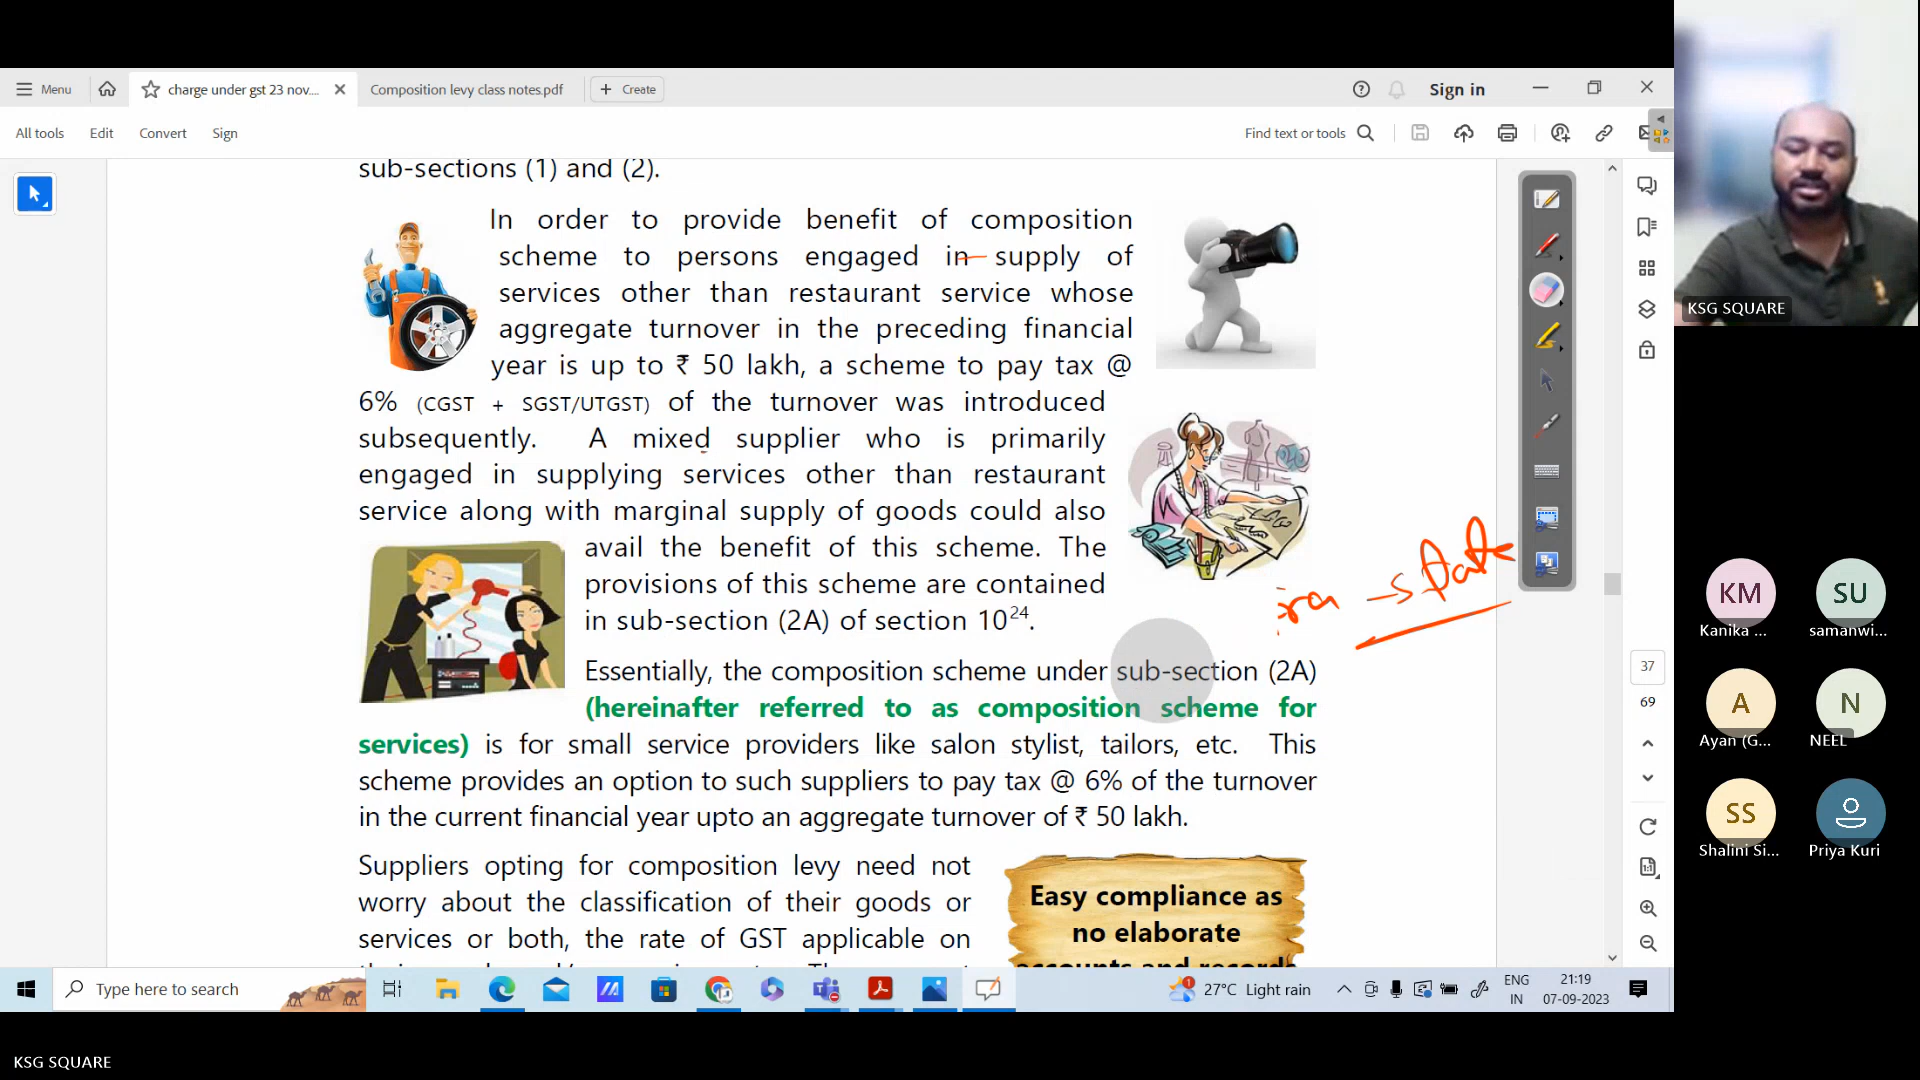 Menu
charge under gst 23 nov....
Composition levy class notes.pdf
+ Create
Sign in
All tools
Edit
Convert
Sign
Find text or tools
sub-sections (1) and (2).
In order to provide benefit of composition
scheme to persons engaged in supply of
services other than restaurant service whose
aggregate turnover in the preceding financial
year is up to ₹ 50 lakh, a scheme to pay tax @
6% (CGST + SGST/UTGST) of the turnover was introduced
subsequently. A mixed supplier who is primarily
engaged in supplying services other than restaurant
service along with marginal supply of goods could also
avail the benefit of this scheme. The
provisions of this scheme are contained
in sub-section (2A) of section 10²⁴.
Essentially, the composition scheme under sub-section (2A)
(hereinafter referred to as composition scheme for
services) is for small service providers like salon stylist, tailors, etc. This
scheme provides an option to such suppliers to pay tax @ 6% of the turnover
in the current financial year upto an aggregate turnover of ₹ 50 lakh.
Suppliers opting for composition levy need not
worry about the classification of their goods or
services or both, the rate of GST applicable on
Easy compliance as
no elaborate
accounts and records
State
37
69
KSG SQUARE
KM
Kanika ...
SU
samanwi...
A
Ayan (G...
N
NEEL
SS
Shalini Si...
Priya Kuri
Type here to search
27°C Light rain
ENG
IN
21:19
07-09-2023
KSG SQUARE